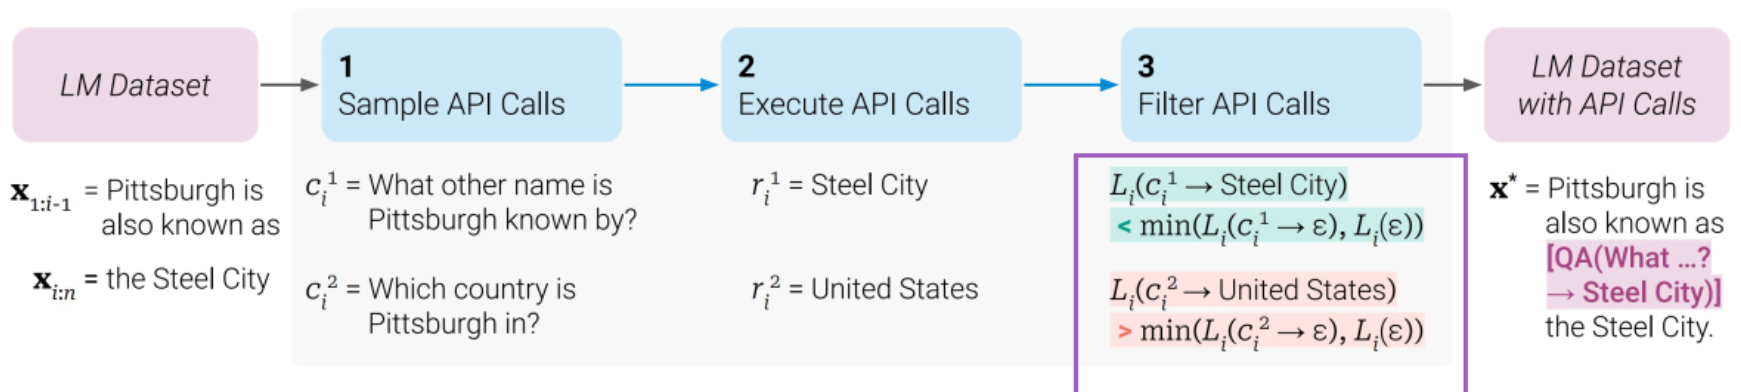 LM Dataset
1
Sample API Calls
2
Execute API Calls
3
Filter API Calls
LM Dataset
with API Calls
x1:i-1 = Pittsburgh is
also known as
xi:n = the Steel City
ci1 = What other name is
Pittsburgh known by?
ci2 = Which country is
Pittsburgh in?
ri1 = Steel City
ri2 = United States
Li(ci1 → Steel City)
< min(Li(ci1 → ε), Li(ε))
Li(ci2 → United States)
> min(Li(ci2 → ε), Li(ε))
x* = Pittsburgh is
also known as
[QA(What ...?
→ Steel City)]
the Steel City.